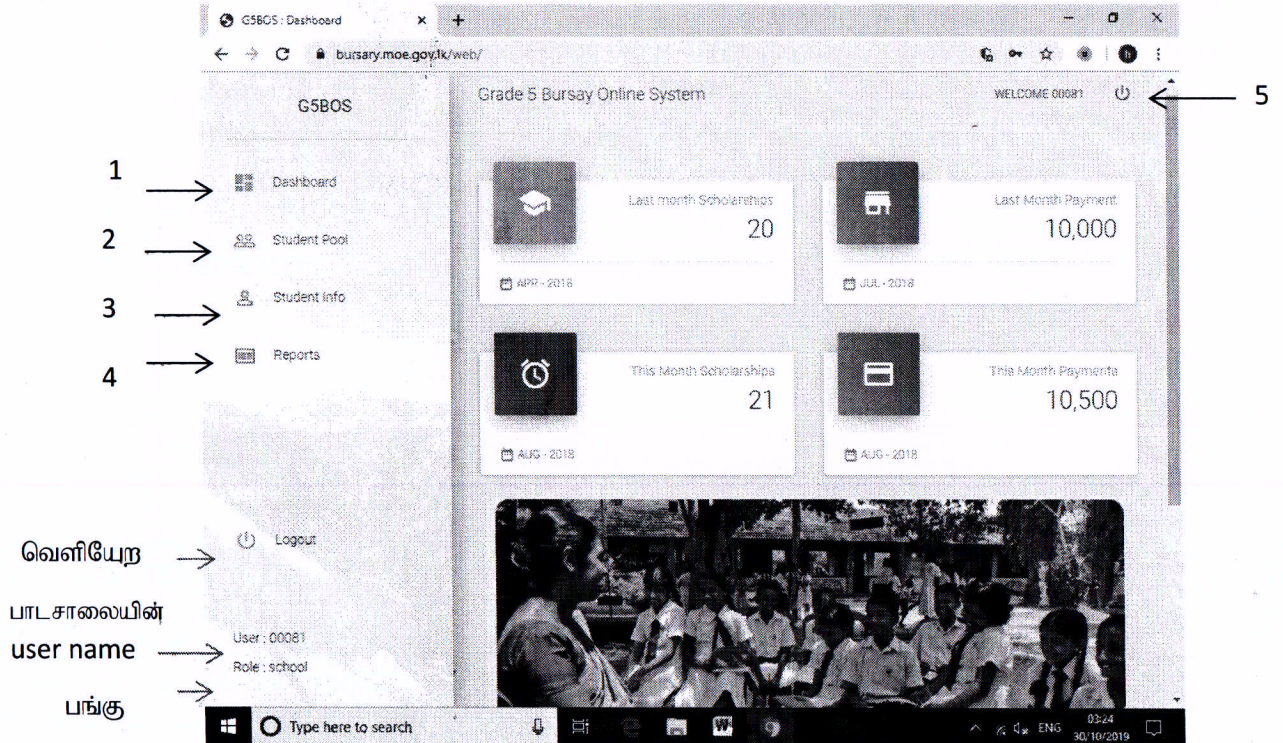 G5BOS : Dashboard
bursary.moe.gov.lk/web/
G5BOS
Grade 5 Bursay Online System
WELCOME 00081
5
1
Dashboard
2
Student Pool
3
Student Info
4
Reports
Last month Scholarships
20
APR - 2018
Last Month Payment
10,000
JUL - 2018
This Month Scholarships
21
AUG - 2018
This Month Payments
10,500
AUG - 2018
வெளியேற
Logout
பாடசாலையின்
user name
User : 00081
Role : school
பங்கு
Type here to search
ENG
03:24
30/10/2019